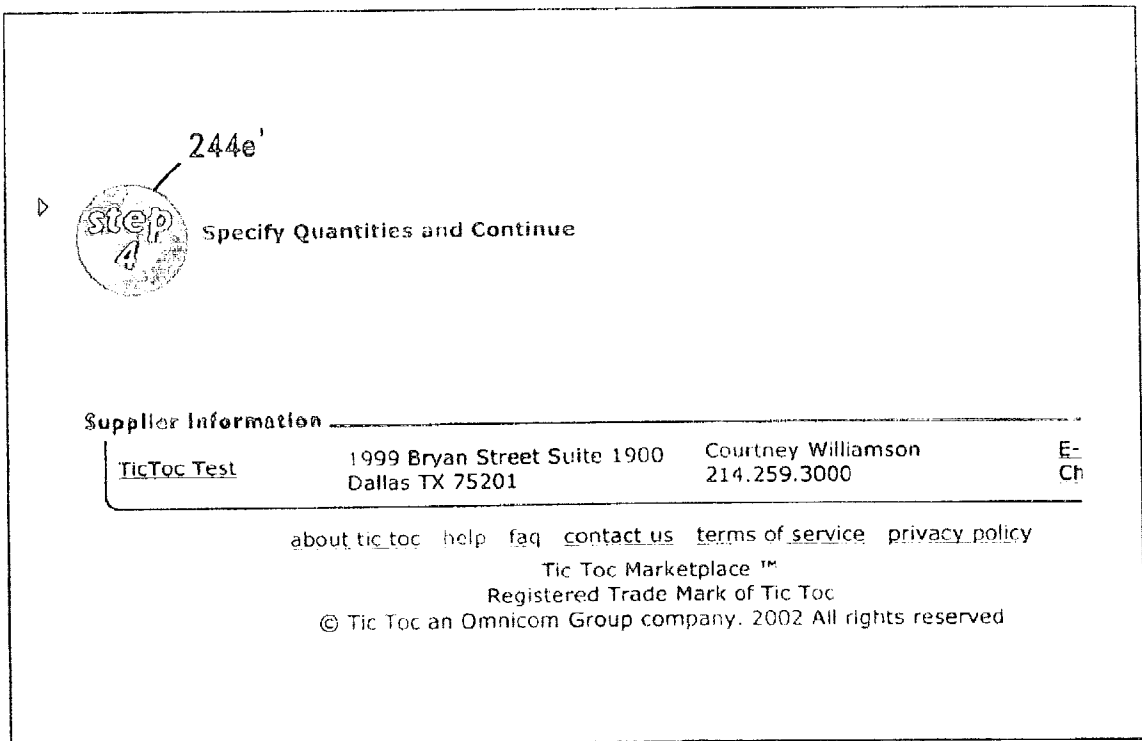 244e'
step
4
Specify Quantities and Continue
Supplier Information
TicToc Test
1999 Bryan Street Suite 1900
Dallas TX 75201
Courtney Williamson
214.259.3000
E-
Ch
about tic toc help faq contact us terms of service privacy policy
Tic Toc Marketplace ™
Registered Trade Mark of Tic Toc
© Tic Toc an Omnicom Group company. 2002 All rights reserved